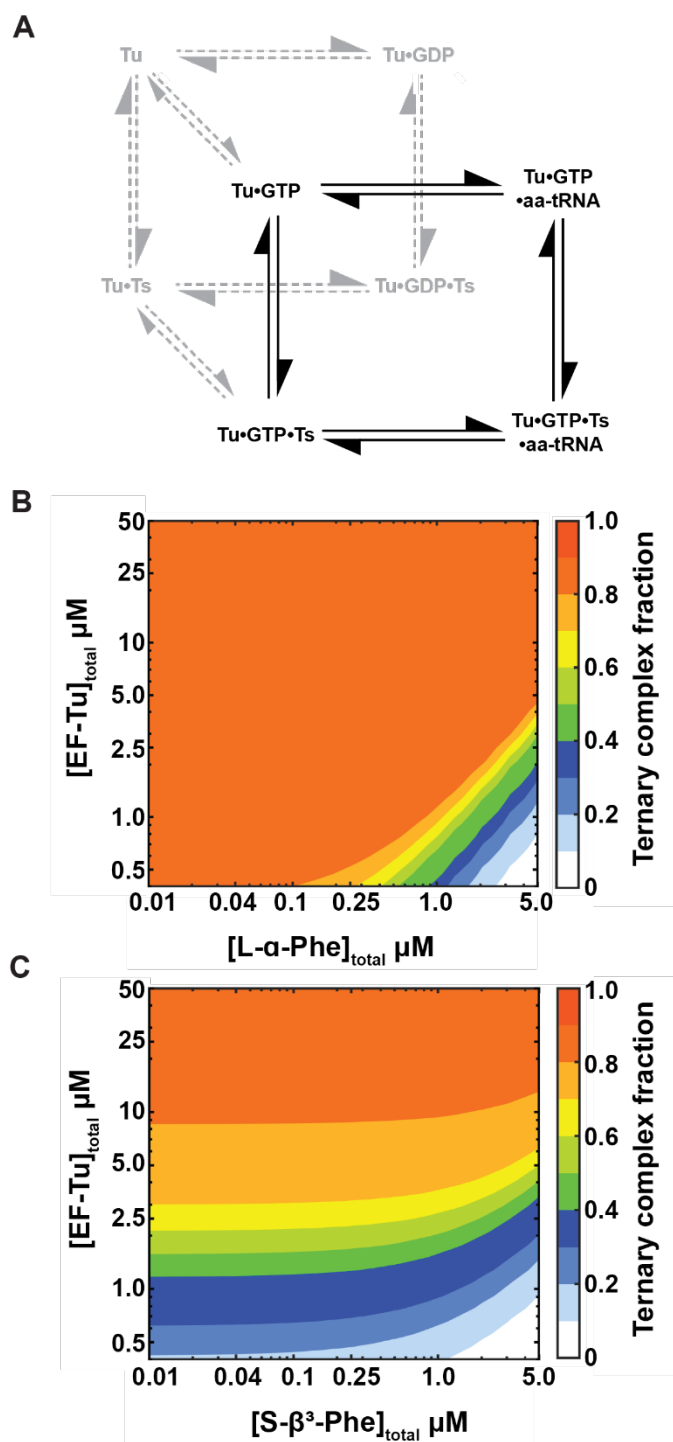 A
Tu
Tu•GDP
Tu•GTP
Tu•GTP
•aa-tRNA
Tu•Ts
Tu•GDP•Ts
Tu•GTP•Ts
Tu•GTP•Ts
•aa-tRNA
B
[EF-Tu]total μM
50
25
10
5.0
2.5
1.0
0.5
0.01
0.04
0.1
0.25
1.0
5.0
[L-α-Phe]total μM
1.0
0.8
0.6
0.4
0.2
0
Ternary complex fraction
C
[EF-Tu]total μM
50
25
10
5.0
2.5
1.0
0.5
0.01
0.04
0.1
0.25
1.0
5.0
[S-β³-Phe]total μM
1.0
0.8
0.6
0.4
0.2
0
Ternary complex fraction